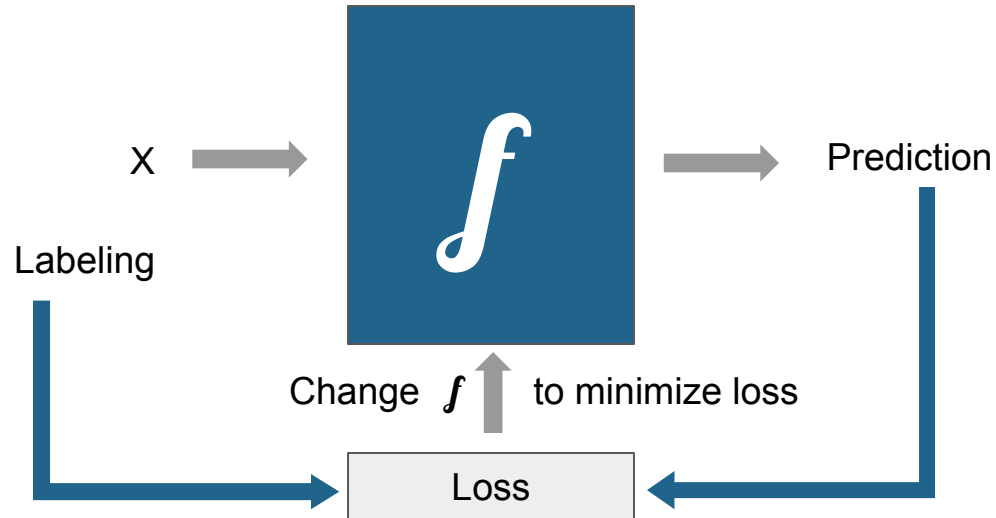 f
X
Prediction
Labeling
Change f to minimize loss
Loss